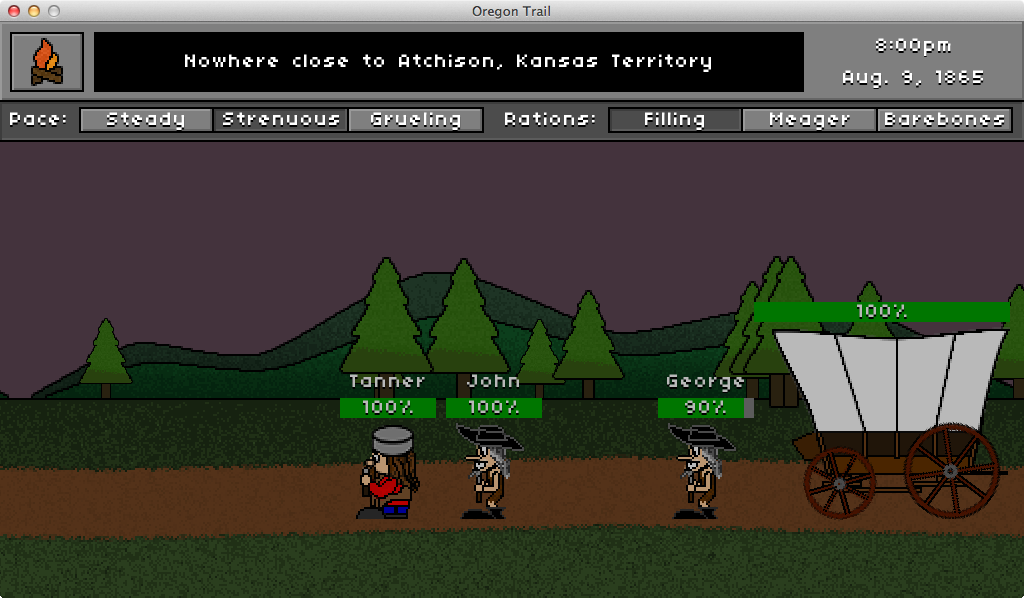 Oregon Trail
Nowhere close to Atchison, Kansas Territory
8:00pm
Aug. 9, 1865
Pace: Steady Strenuous Grueling Rations: Filling Meager Barebones
100%
Tanner John George
100% 100% 90%